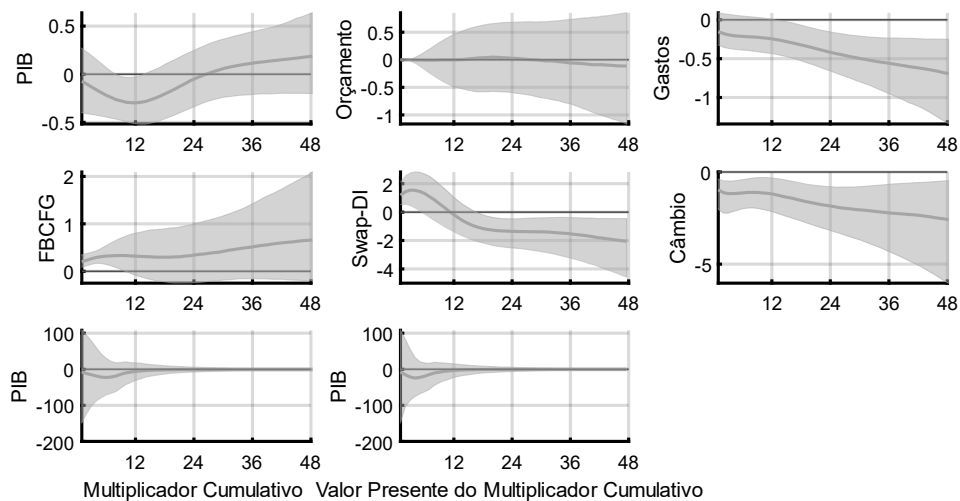 PIB
0.5
0
-0.5
12 24 36 48
Orçamento
0.5
0
-0.5
-1
12 24 36 48
Gastos
0
-0.5
-1
12 24 36 48
FBCFG
2
1
0
12 24 36 48
Swap-DI
2
0
-2
-4
12 24 36 48
Câmbio
0
-5
12 24 36 48
PIB
100
0
-100
-200
12 24 36 48
Multiplicador Cumulativo
PIB
100
0
-100
-200
12 24 36 48
Valor Presente do Multiplicador Cumulativo